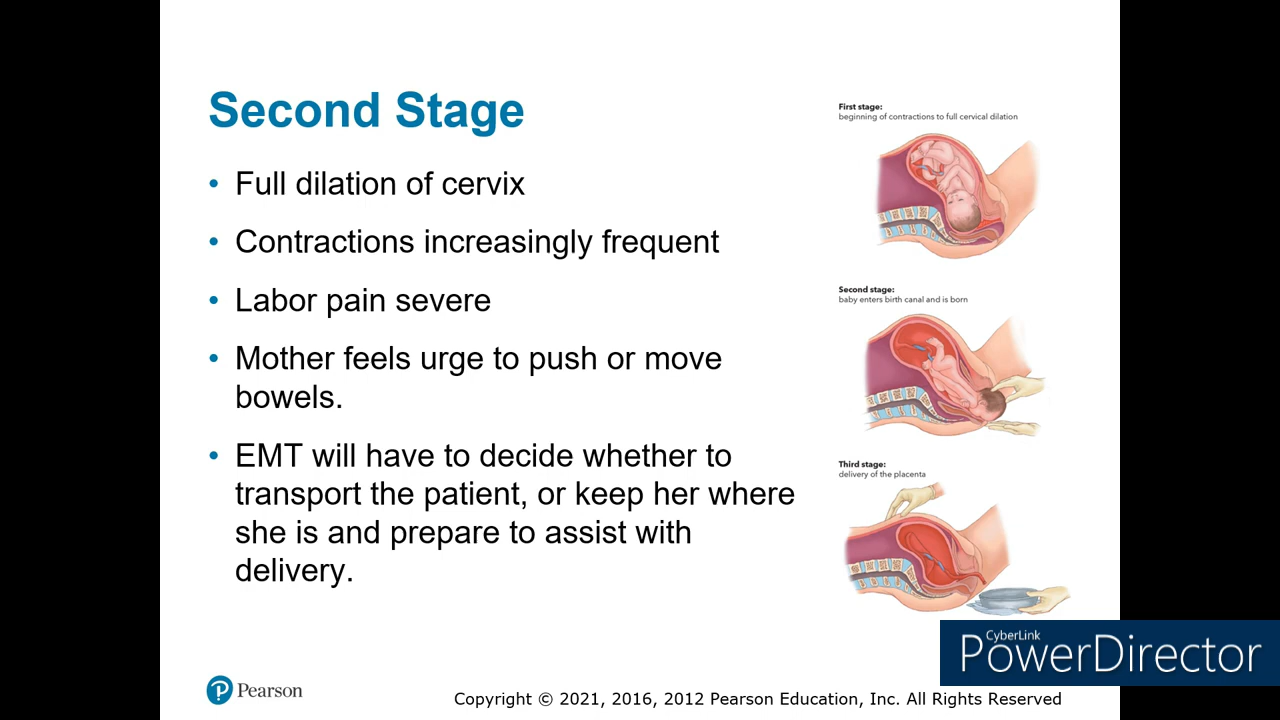 Second Stage
• Full dilation of cervix
• Contractions increasingly frequent
• Labor pain severe
• Mother feels urge to push or move
bowels.
• EMT will have to decide whether to
transport the patient, or keep her where
she is and prepare to assist with
delivery.
First stage:
beginning of contractions to full cervical dilation
Second stage:
baby enters birth canal and is born
Third stage:
delivery of the placenta
CyberLink
PowerDirector
P Pearson
Copyright © 2021, 2016, 2012 Pearson Education, Inc. All Rights Reserved